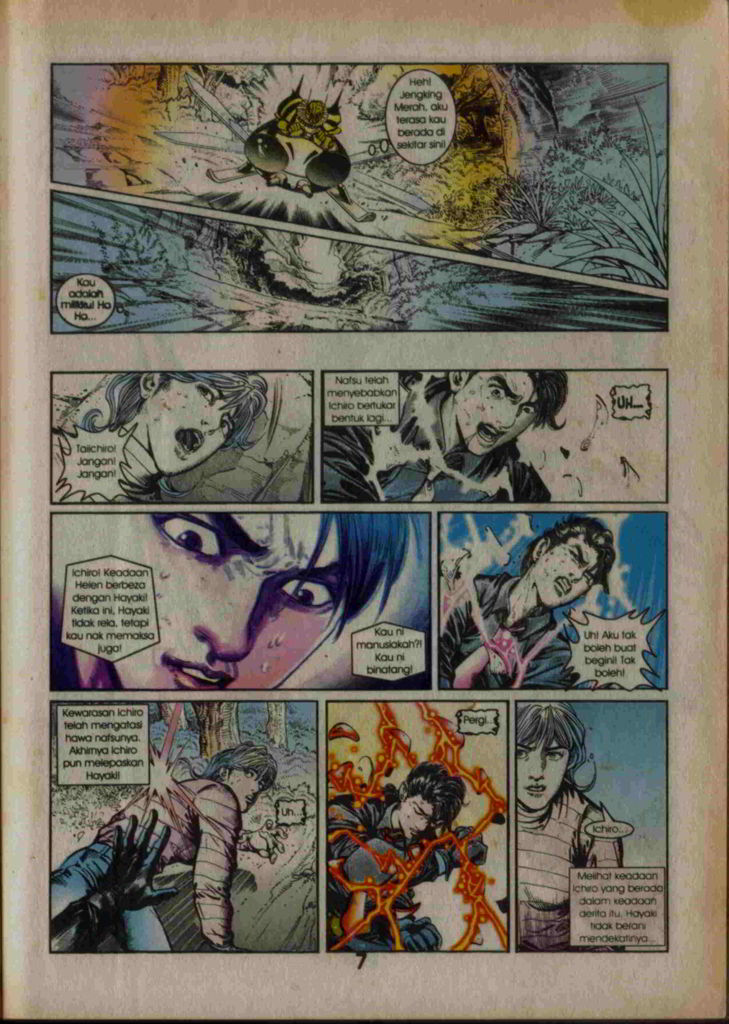 Heh!
Jengking
Merah, aku
terasa kau
berada di
sekitar sini!
Kau
adalah
milikku! Ha
Ha...
Taiichiro!
Jangan!
Jangan!
Nafsu telah
menyebabkan
Ichiro bertukar
bentuk lagi...
UH...
Ichiro! Keadaan
Helen berbeza
dengan Hayaki!
Ketika ini, Hayaki
tidak rela, tetapi
kau nak memaksa
juga!
Kau ni
manusiakah?!
Kau ni
binatang!
Uh! Aku tak
boleh buat
begini! Tak
boleh!
Kewarasan Ichiro
telah mengatasi
hawa nafsunya.
Akhirnya Ichiro
pun melepaskan
Hayaki!
Uh...
Pergi...
Ichiro...
Melihat keadaan
Ichiro yang berada
dalam keadaan
derita itu, Hayaki
tidak berani
mendekatinya...
7